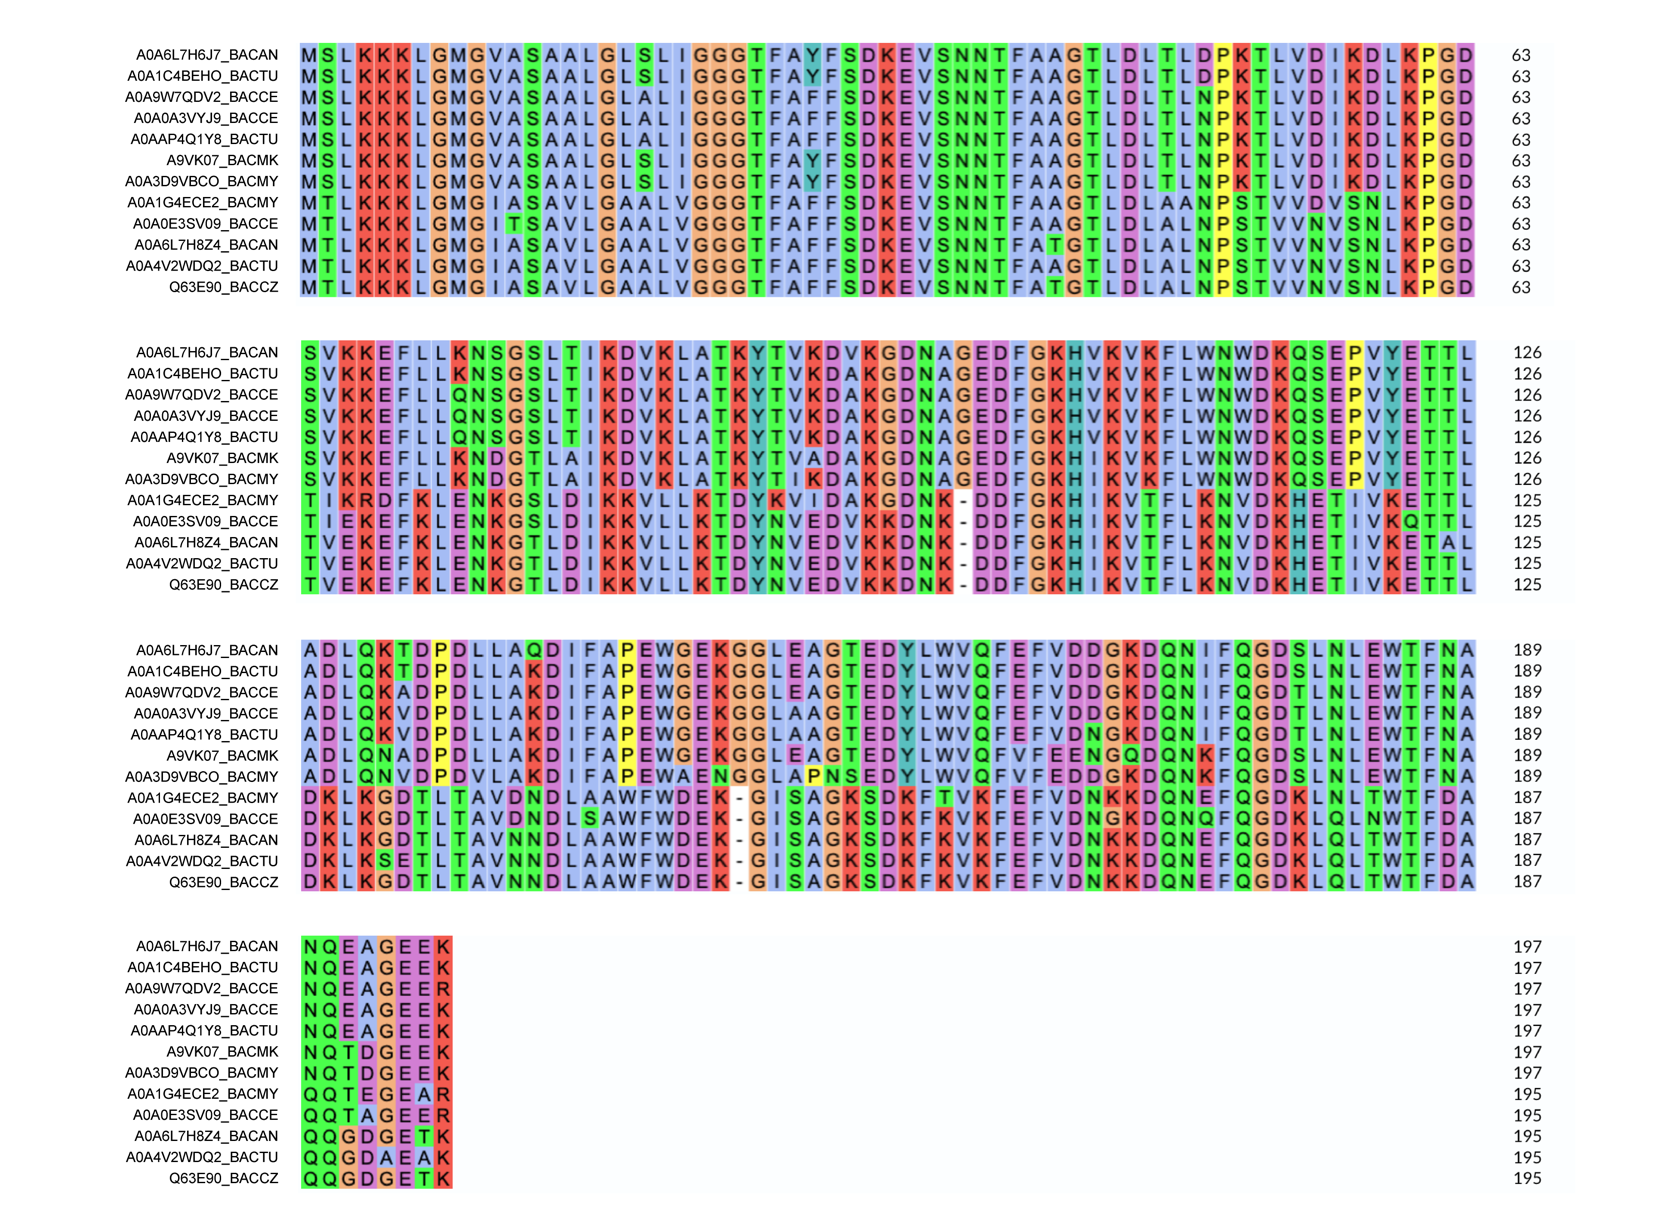 A0A6L7H6J7_BACAN MSLKKKLGMGVASAALGLSLIGGGTFAYFSDKEVSNNTFAAGTLDLTLDPKTLVDIKDLKPGD 63
A0A1C4BEHO_BACTU MSLKKKLGMGVASAALGLSLIGGGTFAYFSDKEVSNNTFAAGTLDLTLDPKTLVDIKDLKPGD 63
A0A9W7QDV2_BACCE MSLKKKLGMGVASAALGLALIGGGTFAFFSDKEVSNNTFAAGTLDLTLNPKTLVDIKDLKPGD 63
A0A0A3VYJ9_BACCE MSLKKKLGMGVASAALGLALIGGGTFAFFSDKEVSNNTFAAGTLDLTLNPKTLVDIKDLKPGD 63
A0AAP4Q1Y8_BACTU MSLKKKLGMGVASAALGLALIGGGTFAFFSDKEVSNNTFAAGTLDLTLNPKTLVDIKDLKPGD 63
A9VK07_BACMK MSLKKKLGMGVASAALGLSLIGGGTFAYFSDKEVSNNTFAAGTLDLTLNPKTLVDIKDLKPGD 63
A0A3D9VBCO_BACMY MSLKKKLGMGVASAALGLSLIGGGTFAYFSDKEVSNNTFAAGTLDLTLNPKTLVDIKDLKPGD 63
A0A1G4ECE2_BACMY MTLKKKLGMGIASAVLGAALVGGGTFAFFSDKEVSNNTFAAGTLDLAANPSTVVDVSNLKPGD 63
A0A0E3SV09_BACCE MTLKKKLGMGITSAVLGAALVGGGTFAFFSDKEVSNNTFAAGTLDLALNPSTVVNVSNLKPGD 63
A0A6L7H8Z4_BACAN MTLKKKLGMGIASAVLGAALVGGGTFAFFSDKEVSNNTFATGTLDLALNPSTVVNVSNLKPGD 63
A0A4V2WDQ2_BACTU MTLKKKLGMGIASAVLGAALVGGGTFAFFSDKEVSNNTFAAGTLDLALNPSTVVNVSNLKPGD 63
Q63E90_BACCZ MTLKKKLGMGIASAVLGAALVGGGTFAFFSDKEVSNNTFATGTLDLALNPSTVVNVSNLKPGD 63
A0A6L7H6J7_BACAN SVKKEFLLKNSGSLTIKDVKLATKYTVKDVKGDNAGEDFGKHVKVKFLWNWDKQSEPVYETTL 126
A0A1C4BEHO_BACTU SVKKEFLLKNSGSLTIKDVKLATKYTVKDAKGDNAGEDFGKHVKVKFLWNWDKQSEPVYETTL 126
A0A9W7QDV2_BACCE SVKKEFLLQNSGSLTIKDVKLATKYTVKDAKGDNAGEDFGKHVKVKFLWNWDKQSEPVYETTL 126
A0A0A3VYJ9_BACCE SVKKEFLLQNSGSLTIKDVKLATKYTVKDAKGDNAGEDFGKHVKVKFLWNWDKQSEPVYETTL 126
A0AAP4Q1Y8_BACTU SVKKEFLLQNSGSLTIKDVKLATKYTVKDAKGDNAGEDFGKHVKVKFLWNWDKQSEPVYETTL 126
A9VK07_BACMK SVKKEFLLKNDGTLAIKDVKLATKYTVADAKGDNAGEDFGKHIKVKFLWNWDKQSEPVYETTL 126
A0A3D9VBCO_BACMY SVKKEFLLKNDGTLAIKDVKLATKYTIKDAKGDNAGEDFGKHIKVKFLWNWDKQSEPVYETTL 126
A0A1G4ECE2_BACMY TIKRDFKLENKGSLDIKKVLLKTDYKVIDAKGDNK-DDFGKHIKVTFLKNVDKHETIVKETTL 125
A0A0E3SV09_BACCE TIEKEFKLENKGSLDIKKVLLKTDYNVEDVKKDNK-DDFGKHIKVTFLKNVDKHETIVKQTTL 125
A0A6L7H8Z4_BACAN TVEKEFKLENKGTLDIKKVLLKTDYNVEDVKKDNK-DDFGKHIKVTFLKNVDKHETIVKETAL 125
A0A4V2WDQ2_BACTU TVEKEFKLENKGTLDIKKVLLKTDYNVEDVKKDNK-DDFGKHIKVTFLKNVDKHETIVKETTL 125
Q63E90_BACCZ TVEKEFKLENKGTLDIKKVLLKTDYNVEDVKKDNK-DDFGKHIKVTFLKNVDKHETIVKETTL 125
A0A6L7H6J7_BACAN ADLQKTDPDLLAQDIFAPEWGEKGGLEAGTEDYLWVQFEFVDDGKDQNIFQGDSLNLEWTFNA 189
A0A1C4BEHO_BACTU ADLQKTDPDLLAKDIFAPEWGEKGGLEAGTEDYLWVQFEFVDDGKDQNIFQGDSLNLEWTFNA 189
A0A9W7QDV2_BACCE ADLQKADPDLLAKDIFAPEWGEKGGLEAGTEDYLWVQFEFVDDGKDQNIFQGDTLNLEWTFNA 189
A0A0A3VYJ9_BACCE ADLQKVDPDLLAKDIFAPEWGEKGGLAAGTEDYLWVQFEFVDDGKDQNIFQGDTLNLEWTFNA 189
A0AAP4Q1Y8_BACTU ADLQKVDPDLLAKDIFAPEWGEKGGLAAGTEDYLWVQFEFVDNGKDQNIFQGDTLNLEWTFNA 189
A9VK07_BACMK ADLQNADPDLLAKDIFAPEWGEKGGLEAGTEDYLWVQFVFEENGQDQNKFQGDSLNLEWTFNA 189
A0A3D9VBCO_BACMY ADLQNVDPDVLAKDIFAPEWAENGGLAPNSEDYLWVQFVFEDDGKDQNKFQGDSLNLEWTFNA 189
A0A1G4ECE2_BACMY DKLKGDTLTAVDNDLAAWFWDEK-GISAGKSDKFTVKFEFVDNKKDQNEFQGDKLNLTWTFDA 187
A0A0E3SV09_BACCE DKLKGDTLTAVDNDLSAWFWDEK-GISAGKSDKFKVKFEFVDNGKDQNQFQGDKLQLNWTFDA 187
A0A6L7H8Z4_BACAN DKLKGDTLTAVNNDLAAWFWDEK-GISAGKSDKFKVKFEFVDNKKDQNEFQGDKLQLTWTFDA 187
A0A4V2WDQ2_BACTU DKLKSETLTAVNNDLAAWFWDEK-GISAGKSDKFKVKFEFVDNKKDQNEFQGDKLQLTWTFDA 187
Q63E90_BACCZ DKLKGDTLTAVNNDLAAWFWDEK-GISAGKSDKFKVKFEFVDNKKDQNEFQGDKLQLTWTFDA 187
A0A6L7H6J7_BACAN NQEAGEEK 197
A0A1C4BEHO_BACTU NQEAGEEK 197
A0A9W7QDV2_BACCE NQEAGEER 197
A0A0A3VYJ9_BACCE NQEAGEEK 197
A0AAP4Q1Y8_BACTU NQEAGEEK 197
A9VK07_BACMK NQTDGEEK 197
A0A3D9VBCO_BACMY NQTDGEEK 197
A0A1G4ECE2_BACMY QQTEGEAR 195
A0A0E3SV09_BACCE QQTAGEER 195
A0A6L7H8Z4_BACAN QQGDGETK 195
A0A4V2WDQ2_BACTU QQGDAEAK 195
Q63E90_BACCZ QQGDGETK 195